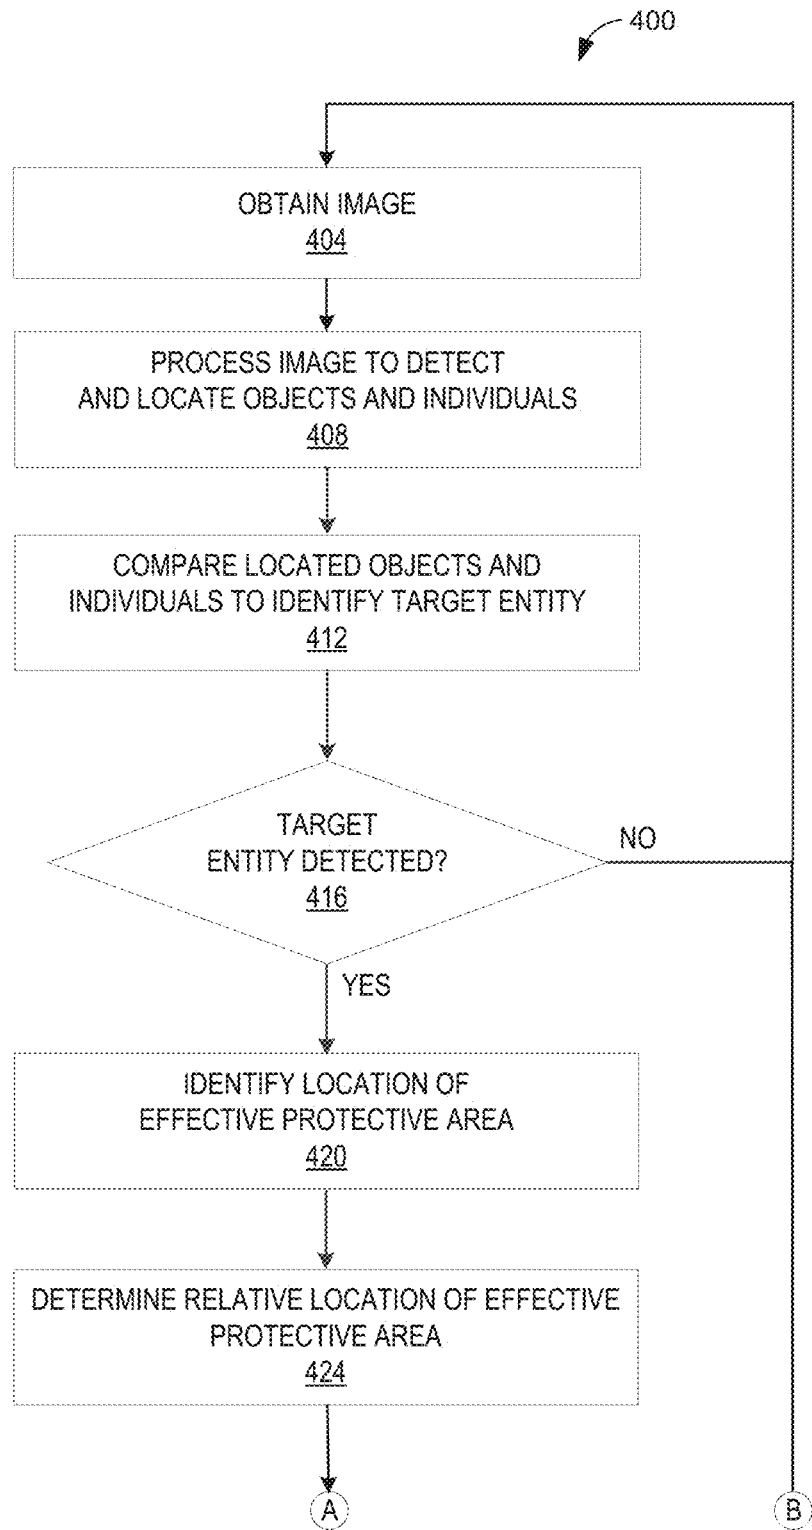 400
OBTAIN IMAGE
404
PROCESS IMAGE TO DETECT
AND LOCATE OBJECTS AND INDIVIDUALS
408
COMPARE LOCATED OBJECTS AND
INDIVIDUALS TO IDENTIFY TARGET ENTITY
412
TARGET
ENTITY DETECTED?
416
NO
YES
IDENTIFY LOCATION OF
EFFECTIVE PROTECTIVE AREA
420
DETERMINE RELATIVE LOCATION OF EFFECTIVE
PROTECTIVE AREA
424
A
B